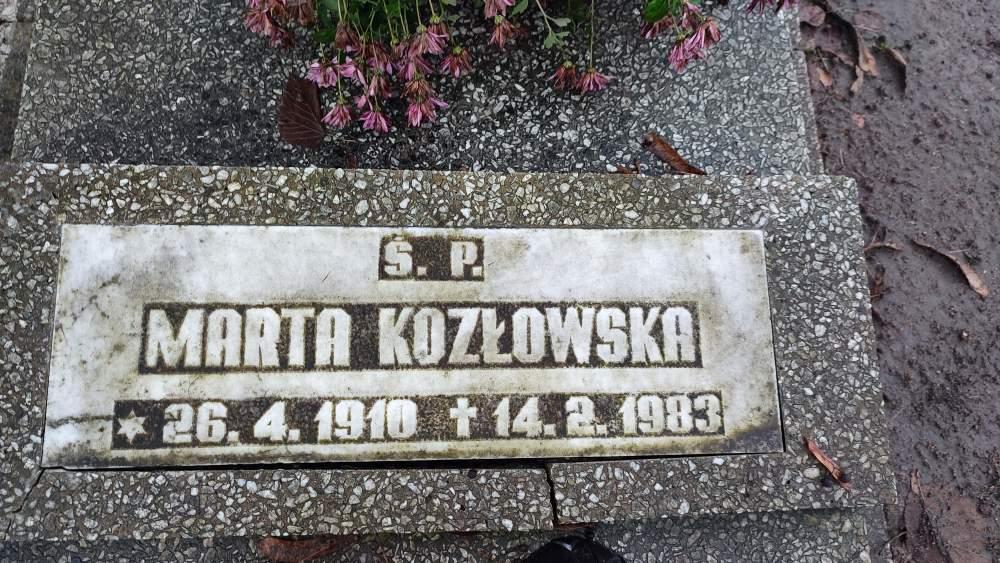 Ś. P.
MARTA KOZŁOWSKA
✶ 26. 4. 1910 ✝ 14. 2. 1983